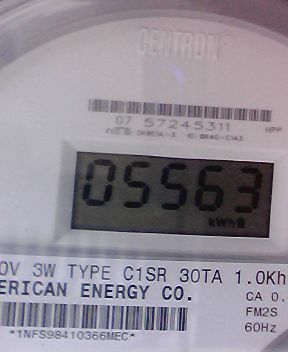 CENTRON®
07 57245311
HPP
05563
kWh
0V 3W TYPE C1SR 30TA 1.0Kh
ERICAN ENERGY CO.
CA 0.
FM2S
60Hz
*1NFS98410366MEC*